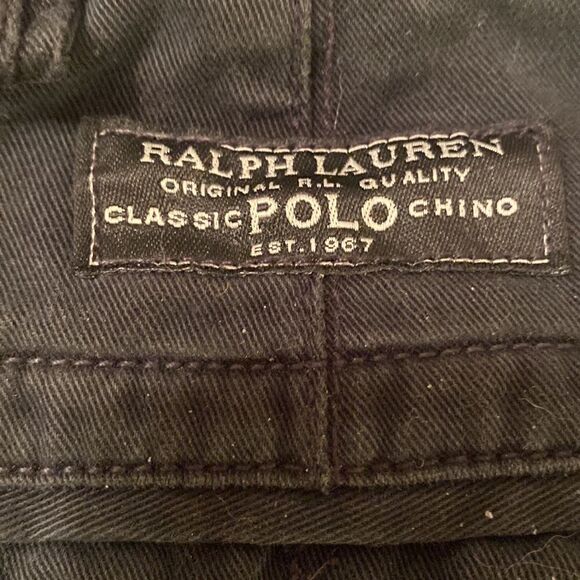 RALPH LAUREN
ORIGINAL R.L. QUALITY
CLASSIC POLO CHINO
EST. 1967